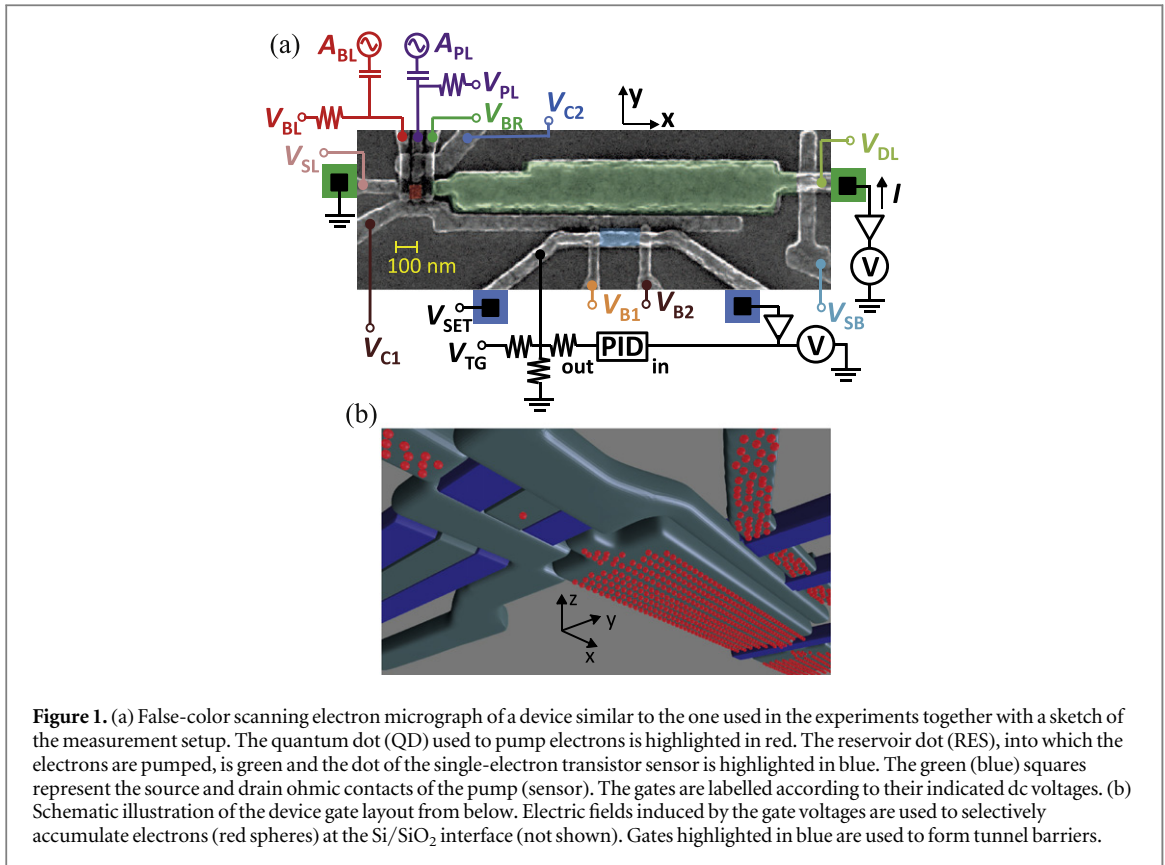 (a)
A_BL
A_PL
V_PL
V_BL
V_BR
V_C2
y
x
V_SL
V_DL
I
100 nm
V
V_SET
V_B1
V_B2
V_SB
V_C1
V_TG
out
PID
in
V
(b)
z
y
x
Figure 1. (a) False-color scanning electron micrograph of a device similar to the one used in the experiments together with a sketch of
the measurement setup. The quantum dot (QD) used to pump electrons is highlighted in red. The reservoir dot (RES), into which the
electrons are pumped, is green and the dot of the single-electron transistor sensor is highlighted in blue. The green (blue) squares
represent the source and drain ohmic contacts of the pump (sensor). The gates are labelled according to their indicated dc voltages. (b)
Schematic illustration of the device gate layout from below. Electric fields induced by the gate voltages are used to selectively
accumulate electrons (red spheres) at the Si/SiO₂ interface (not shown). Gates highlighted in blue are used to form tunnel barriers.